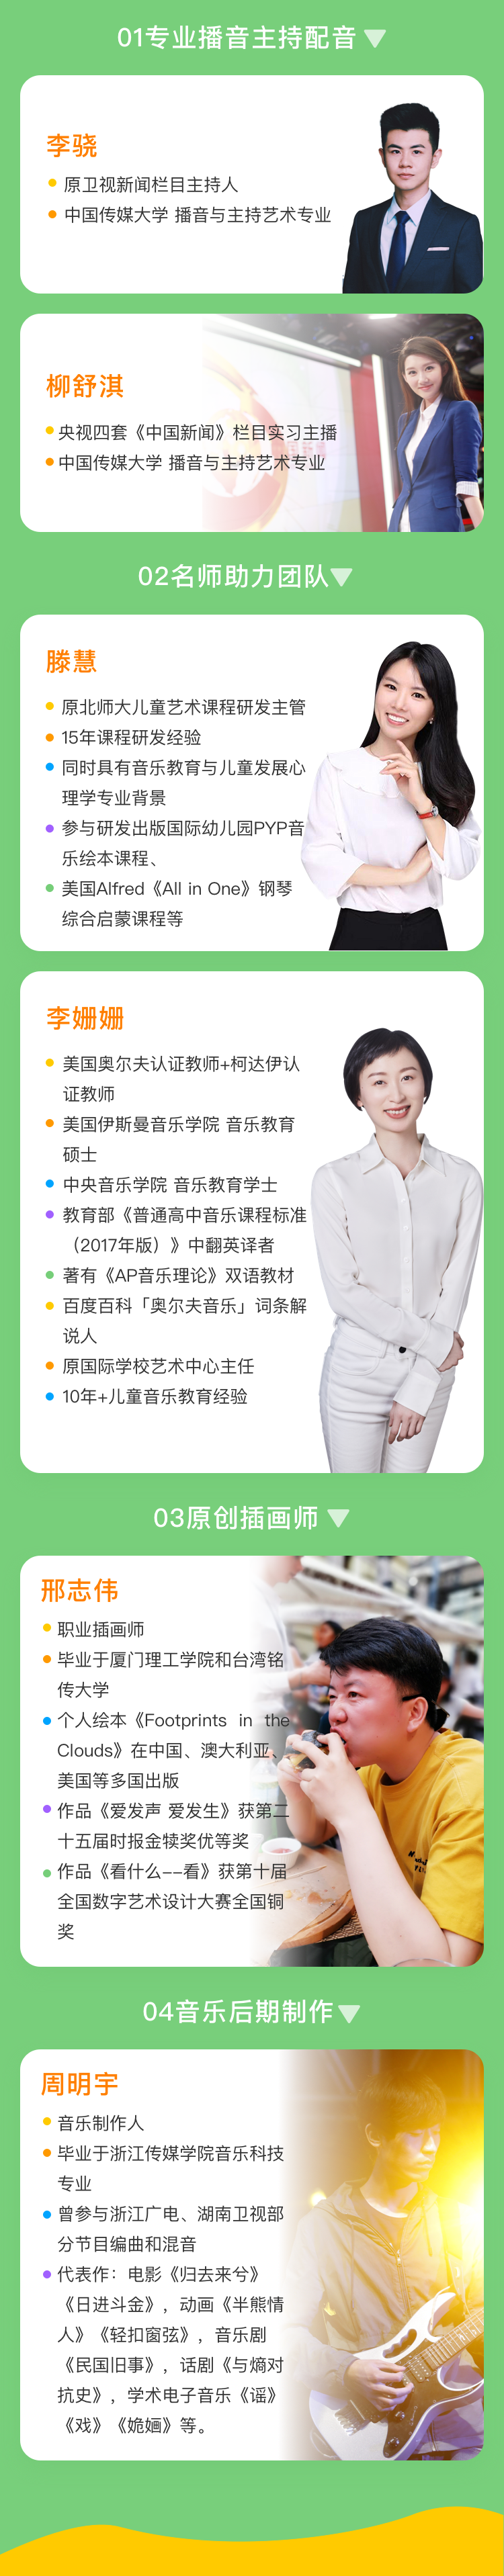 01专业播音主持配音
李骁
原卫视新闻栏目主持人
中国传媒大学 播音与主持艺术专业
柳舒淇
央视四套《中国新闻》栏目实习主播
中国传媒大学 播音与主持艺术专业
02名师助力团队
滕慧
原北师大儿童艺术课程研发主管
15年课程研发经验
同时具有音乐教育与儿童发展心
理学专业背景
参与研发出版国际幼儿园PYP音
乐绘本课程、
美国Alfred《All in One》钢琴
综合启蒙课程等
李姗姗
美国奥尔夫认证教师+柯达伊认
证教师
美国伊斯曼音乐学院 音乐教育
硕士
中央音乐学院 音乐教育学士
教育部《普通高中音乐课程标准
（2017年版）》中翻英译者
著有《AP音乐理论》双语教材
百度百科「奥尔夫音乐」词条解
说人
原国际学校艺术中心主任
10年+儿童音乐教育经验
03原创插画师
邢志伟
职业插画师
毕业于厦门理工学院和台湾铭
传大学
个人绘本《Footprints in the
Clouds》在中国、澳大利亚、
美国等多国出版
作品《爱发声 爱发生》获第二
十五届时报金犊奖优等奖
作品《看什么--看》获第十届
全国数字艺术设计大赛全国铜
奖
04音乐后期制作
周明宇
音乐制作人
毕业于浙江传媒学院音乐科技
专业
曾参与浙江广电、湖南卫视部
分节目编曲和混音
代表作：电影《归去来兮》
《日进斗金》，动画《半熊情
人》《轻扣窗弦》，音乐剧
《民国旧事》，话剧《与熵对
抗史》，学术电子音乐《谣》
《戏》《姽婳》等。